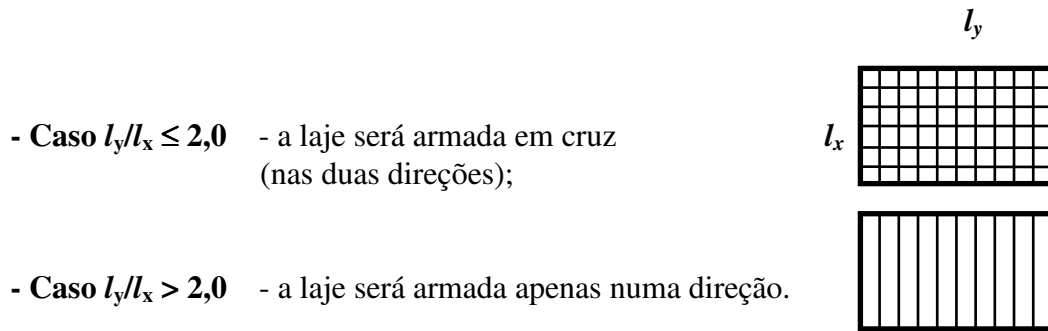 l_y
- Caso l_y/l_x ≤ 2,0 - a laje será armada em cruz l_x
(nas duas direções);
- Caso l_y/l_x > 2,0 - a laje será armada apenas numa direção.